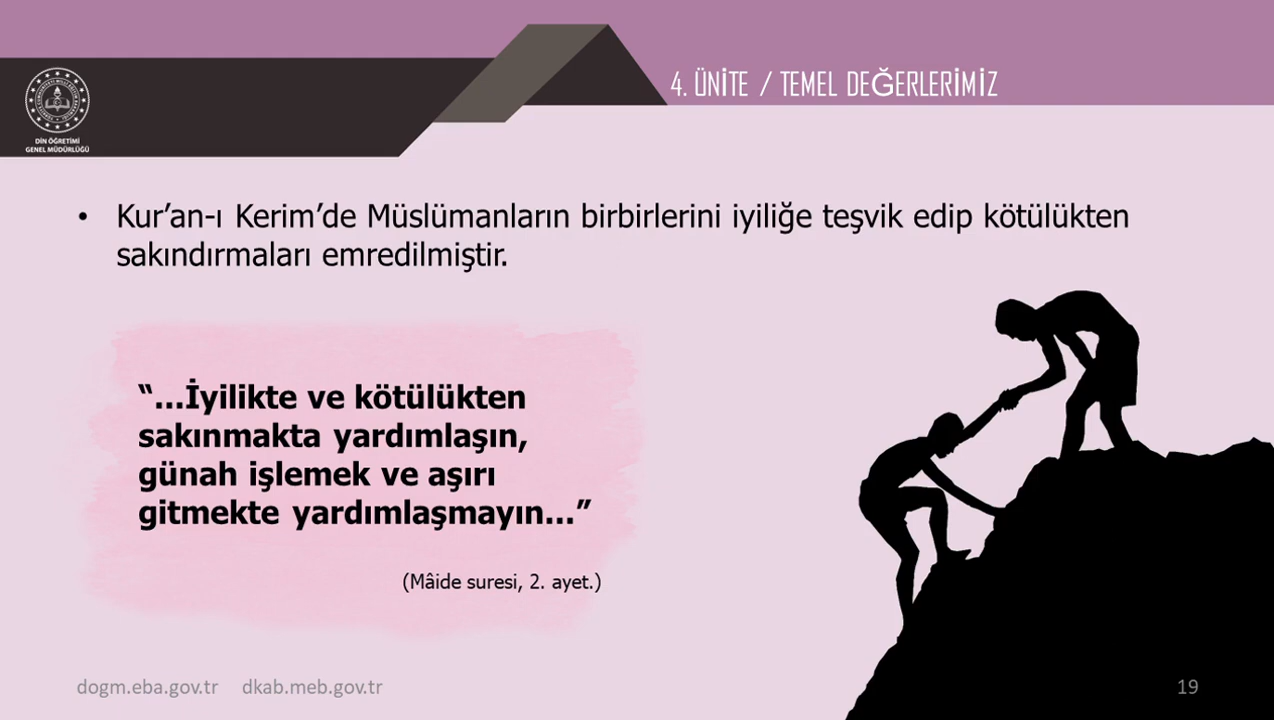 4. ÜNİTE / TEMEL DEĞERLERİMİZ
DİN ÖĞRETİMİ
GENEL MÜDÜRLÜĞÜ
• Kur’an-ı Kerim’de Müslümanların birbirlerini iyiliğe teşvik edip kötülükten
sakındırmaları emredilmiştir.
“…İyilikte ve kötülükten
sakınmakta yardımlaşın,
günah işlemek ve aşırı
gitmekte yardımlaşmayın…”
(Mâide suresi, 2. ayet.)
dogm.eba.gov.tr dkab.meb.gov.tr
19